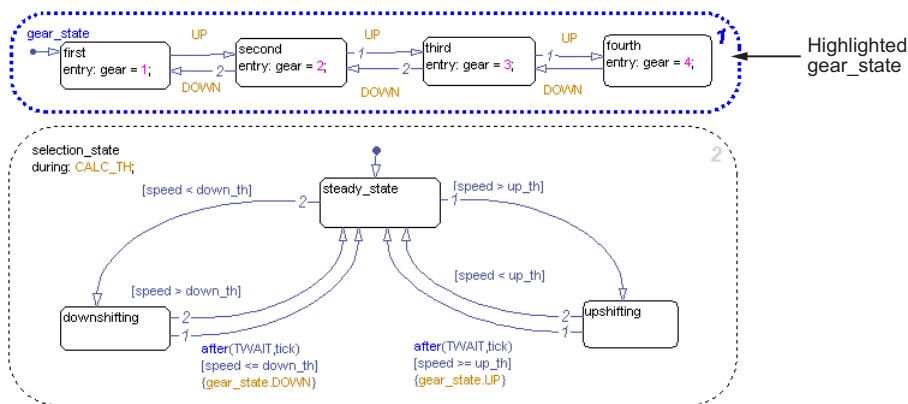 gear_state
UP
UP
UP
1
first
entry: gear = 1;
second
entry: gear = 2;
third
entry: gear = 3;
fourth
entry: gear = 4;
1
1
2
2
2
DOWN
DOWN
DOWN
Highlighted
gear_state
selection_state
during: CALC_TH;
2
steady_state
[speed < down_th]
2
[speed > up_th]
1
[speed > down_th]
[speed < up_th]
downshifting
2
1
upshifting
2
1
after(TWAIT,tick)
[speed <= down_th]
{gear_state.DOWN}
after(TWAIT,tick)
[speed >= up_th]
{gear_state.UP}